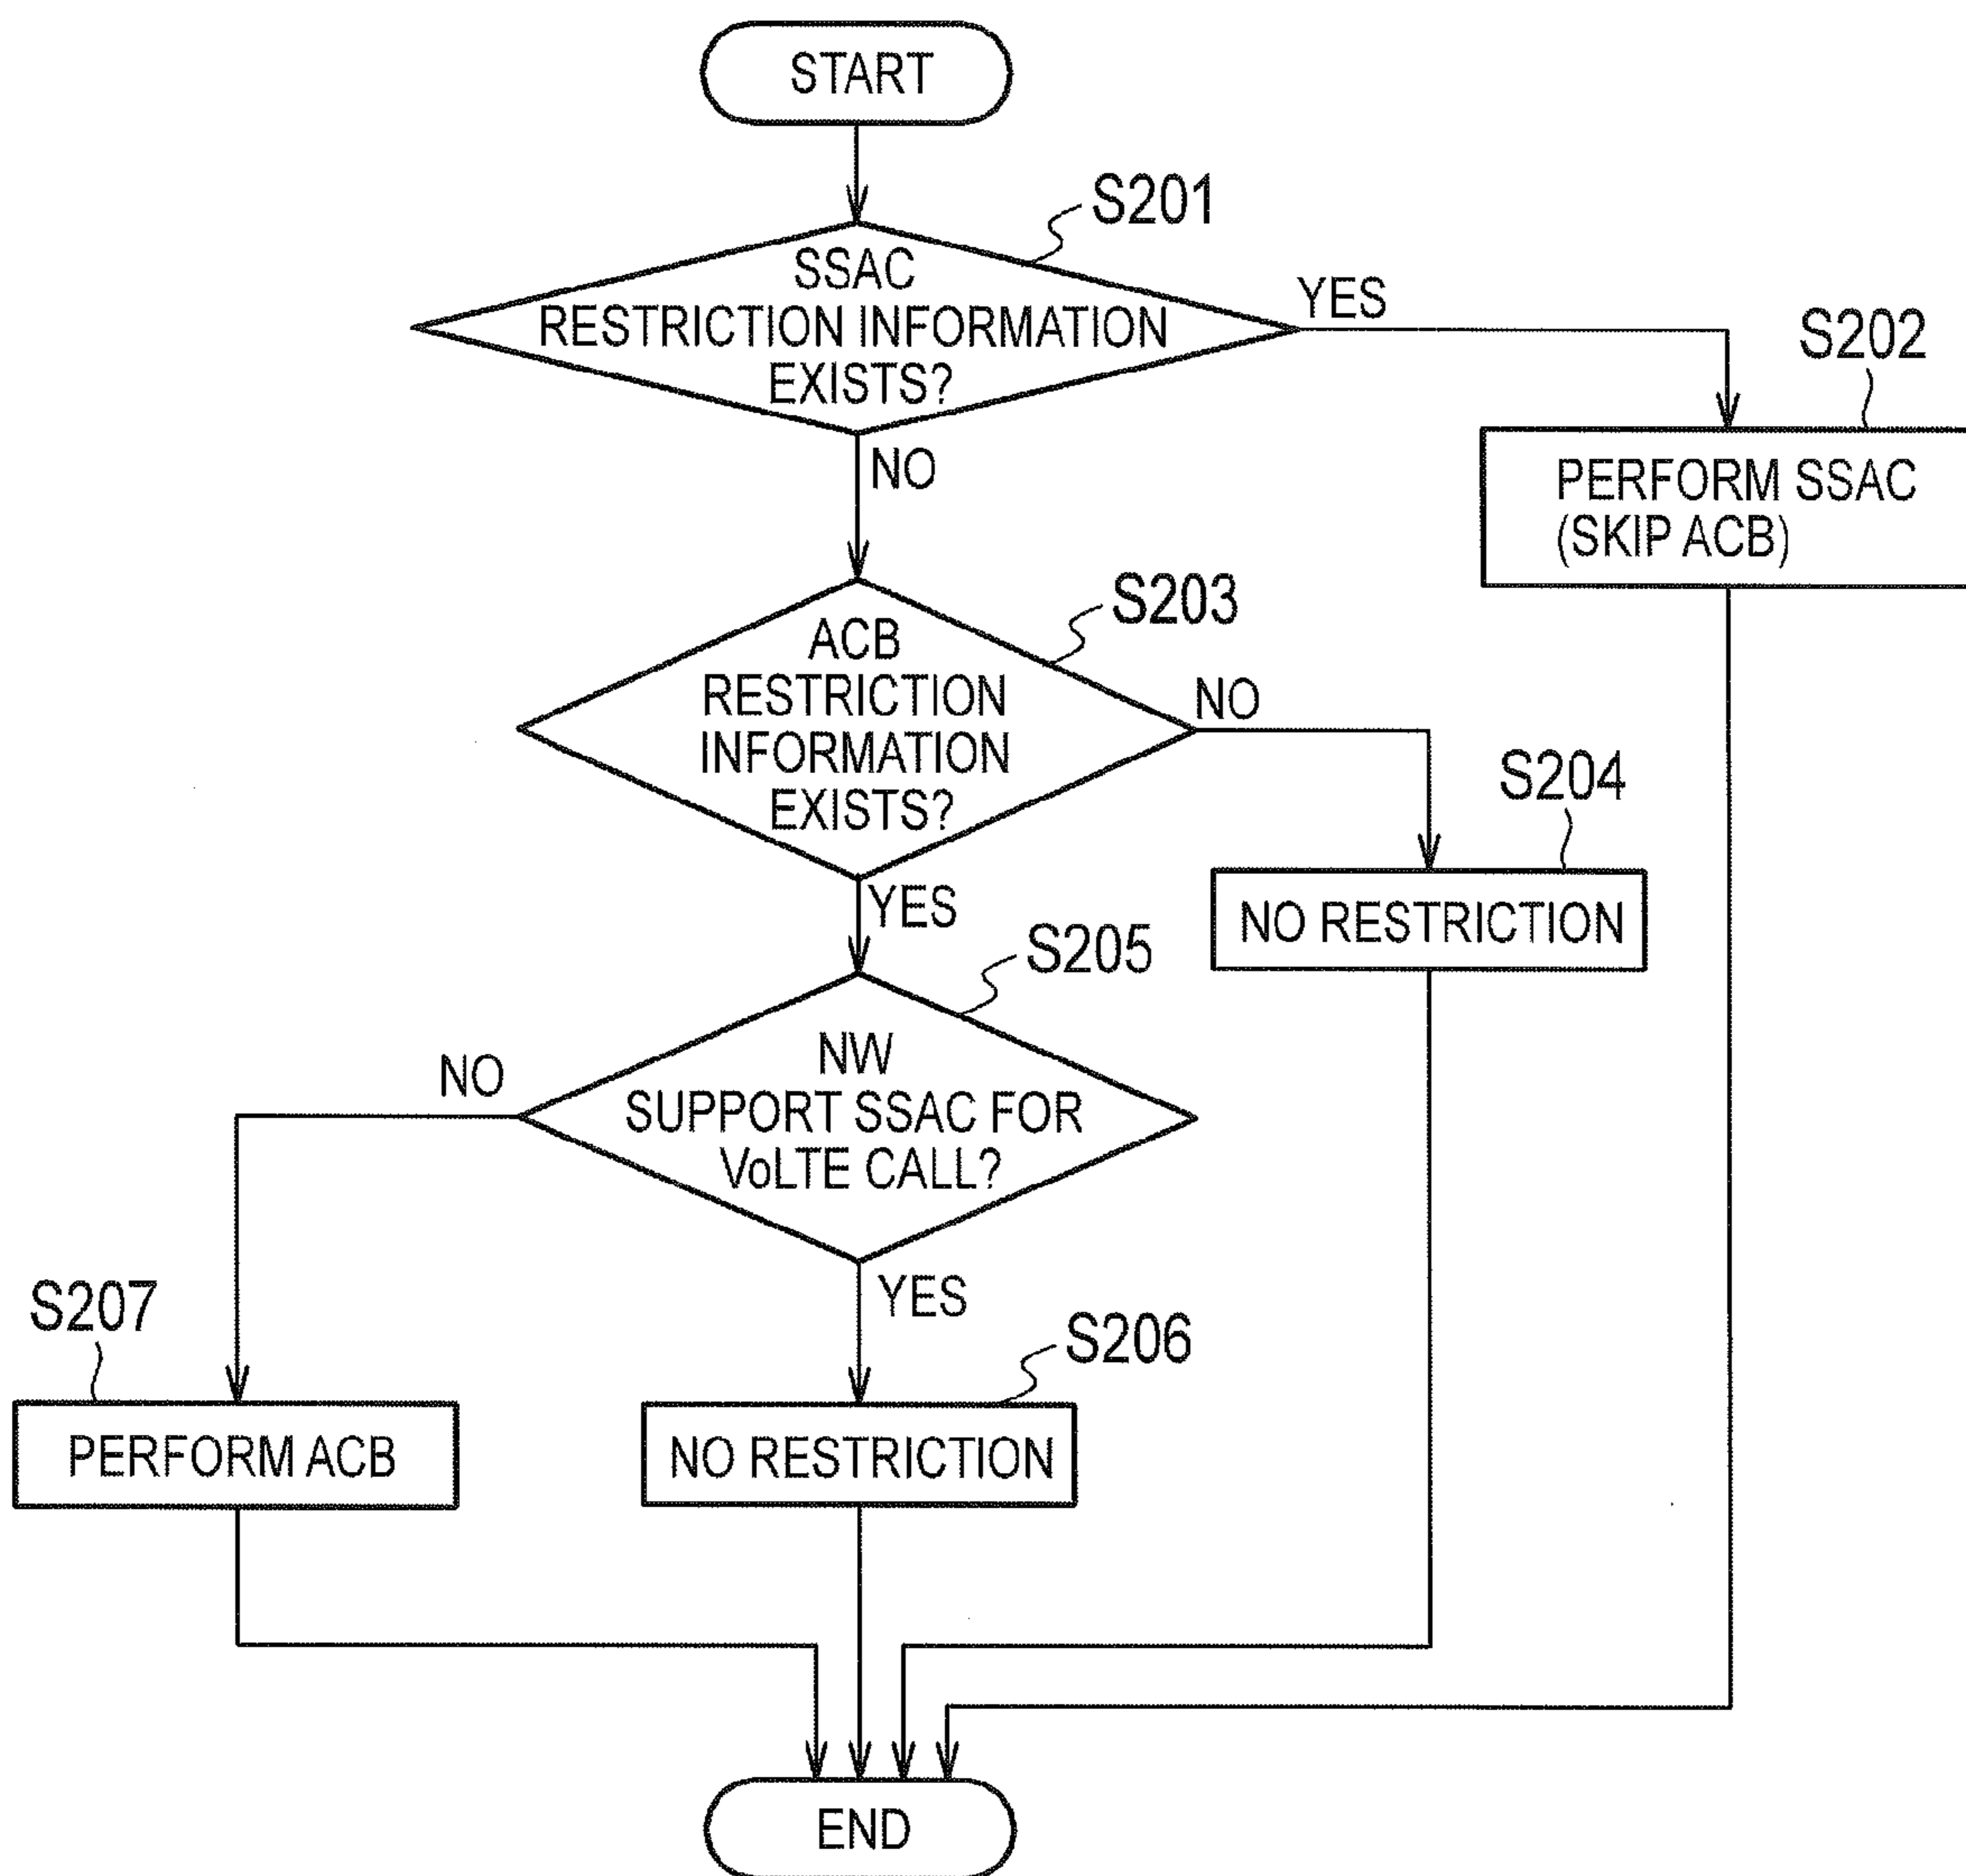 START
S201
SSAC
RESTRICTION INFORMATION
EXISTS?
YES
NO
S202
PERFORM SSAC
(SKIP ACB)
S203
ACB
RESTRICTION
INFORMATION
EXISTS?
NO
YES
S204
NO RESTRICTION
S205
NW
SUPPORT SSAC FOR
VoLTE CALL?
NO
YES
S207
PERFORM ACB
S206
NO RESTRICTION
END